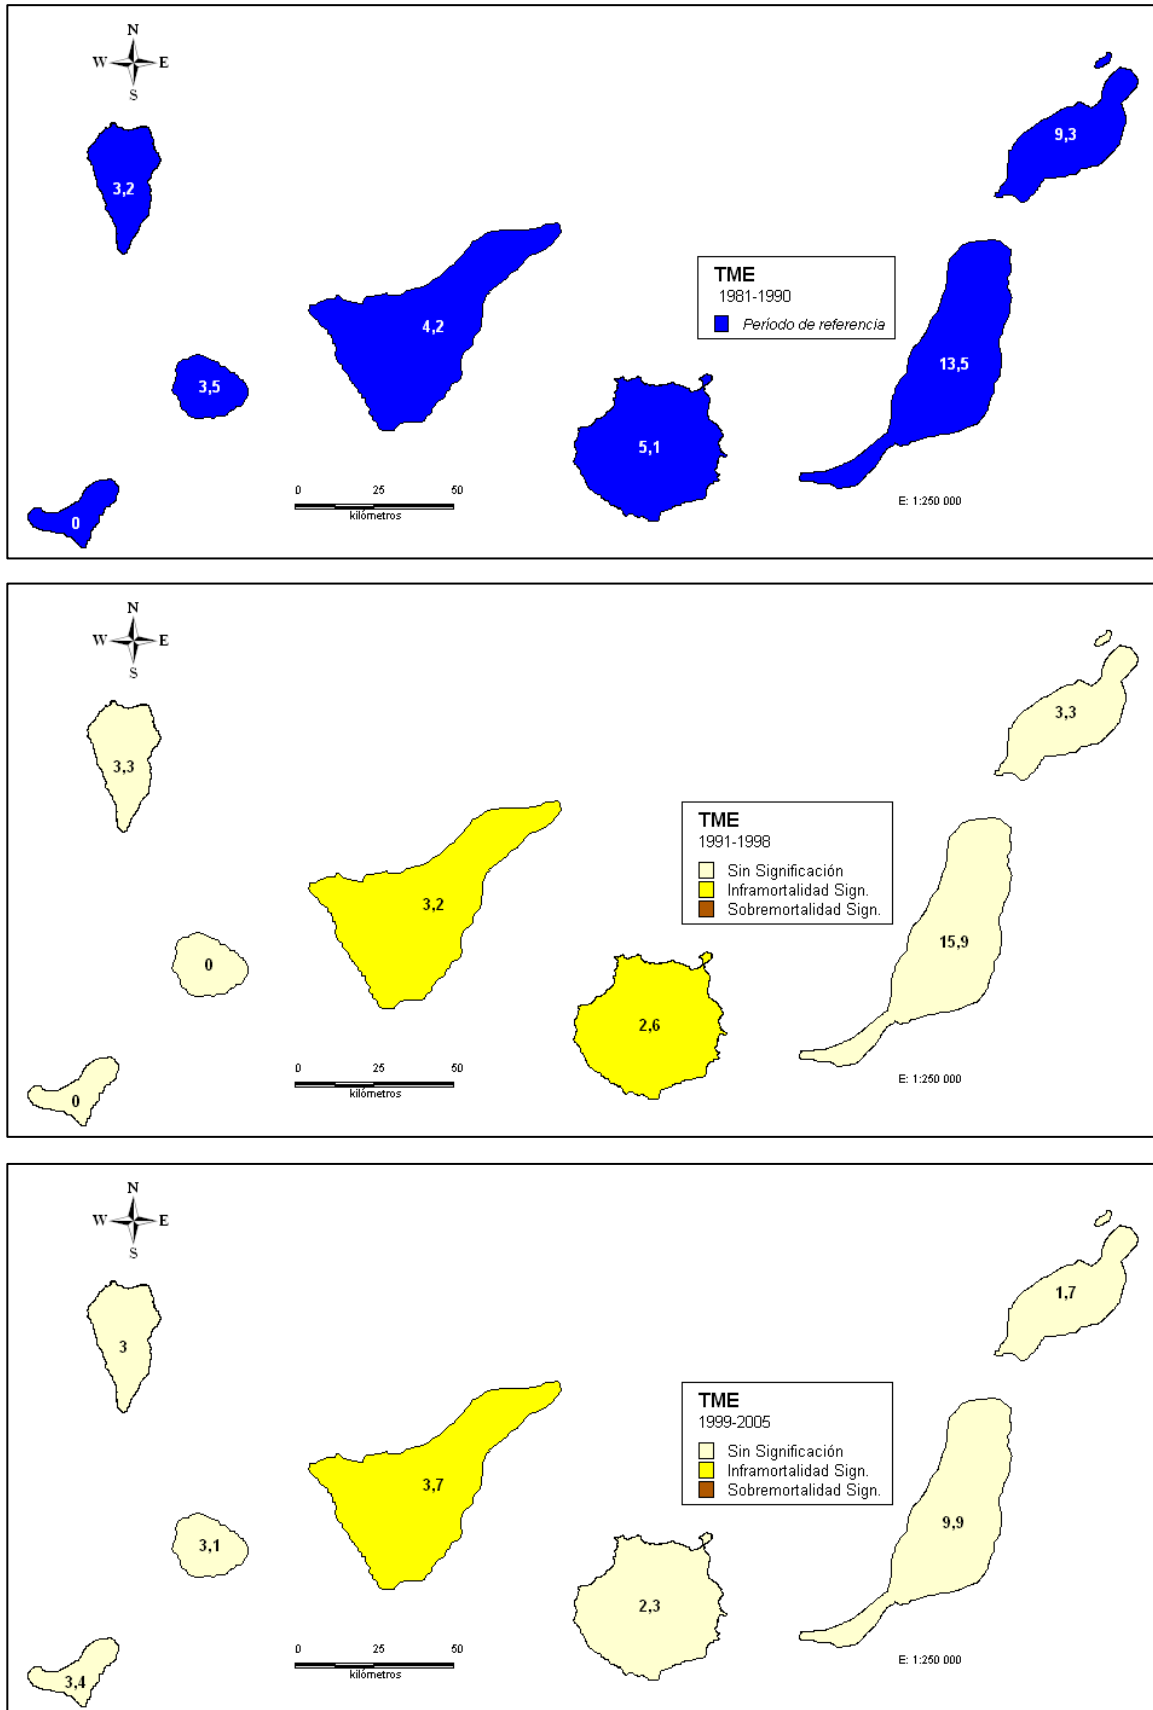 N
W E
S
9,3
3,2
TME
1981-1990
Período de referencia
4,2
13,5
3,5
5,1
0 25 50
kilómetros
E: 1:250 000
0
N
W E
S
3,3
3,3
TME
1991-1998
Sin Significación
Inframortalidad Sign.
Sobremortalidad Sign.
3,2
15,9
0
2,6
0 25 50
kilómetros
E: 1:250 000
0
N
W E
S
1,7
3
TME
1999-2005
Sin Significación
Inframortalidad Sign.
Sobremortalidad Sign.
3,7
9,9
3,1
2,3
0 25 50
kilómetros
E: 1:250 000
3,4